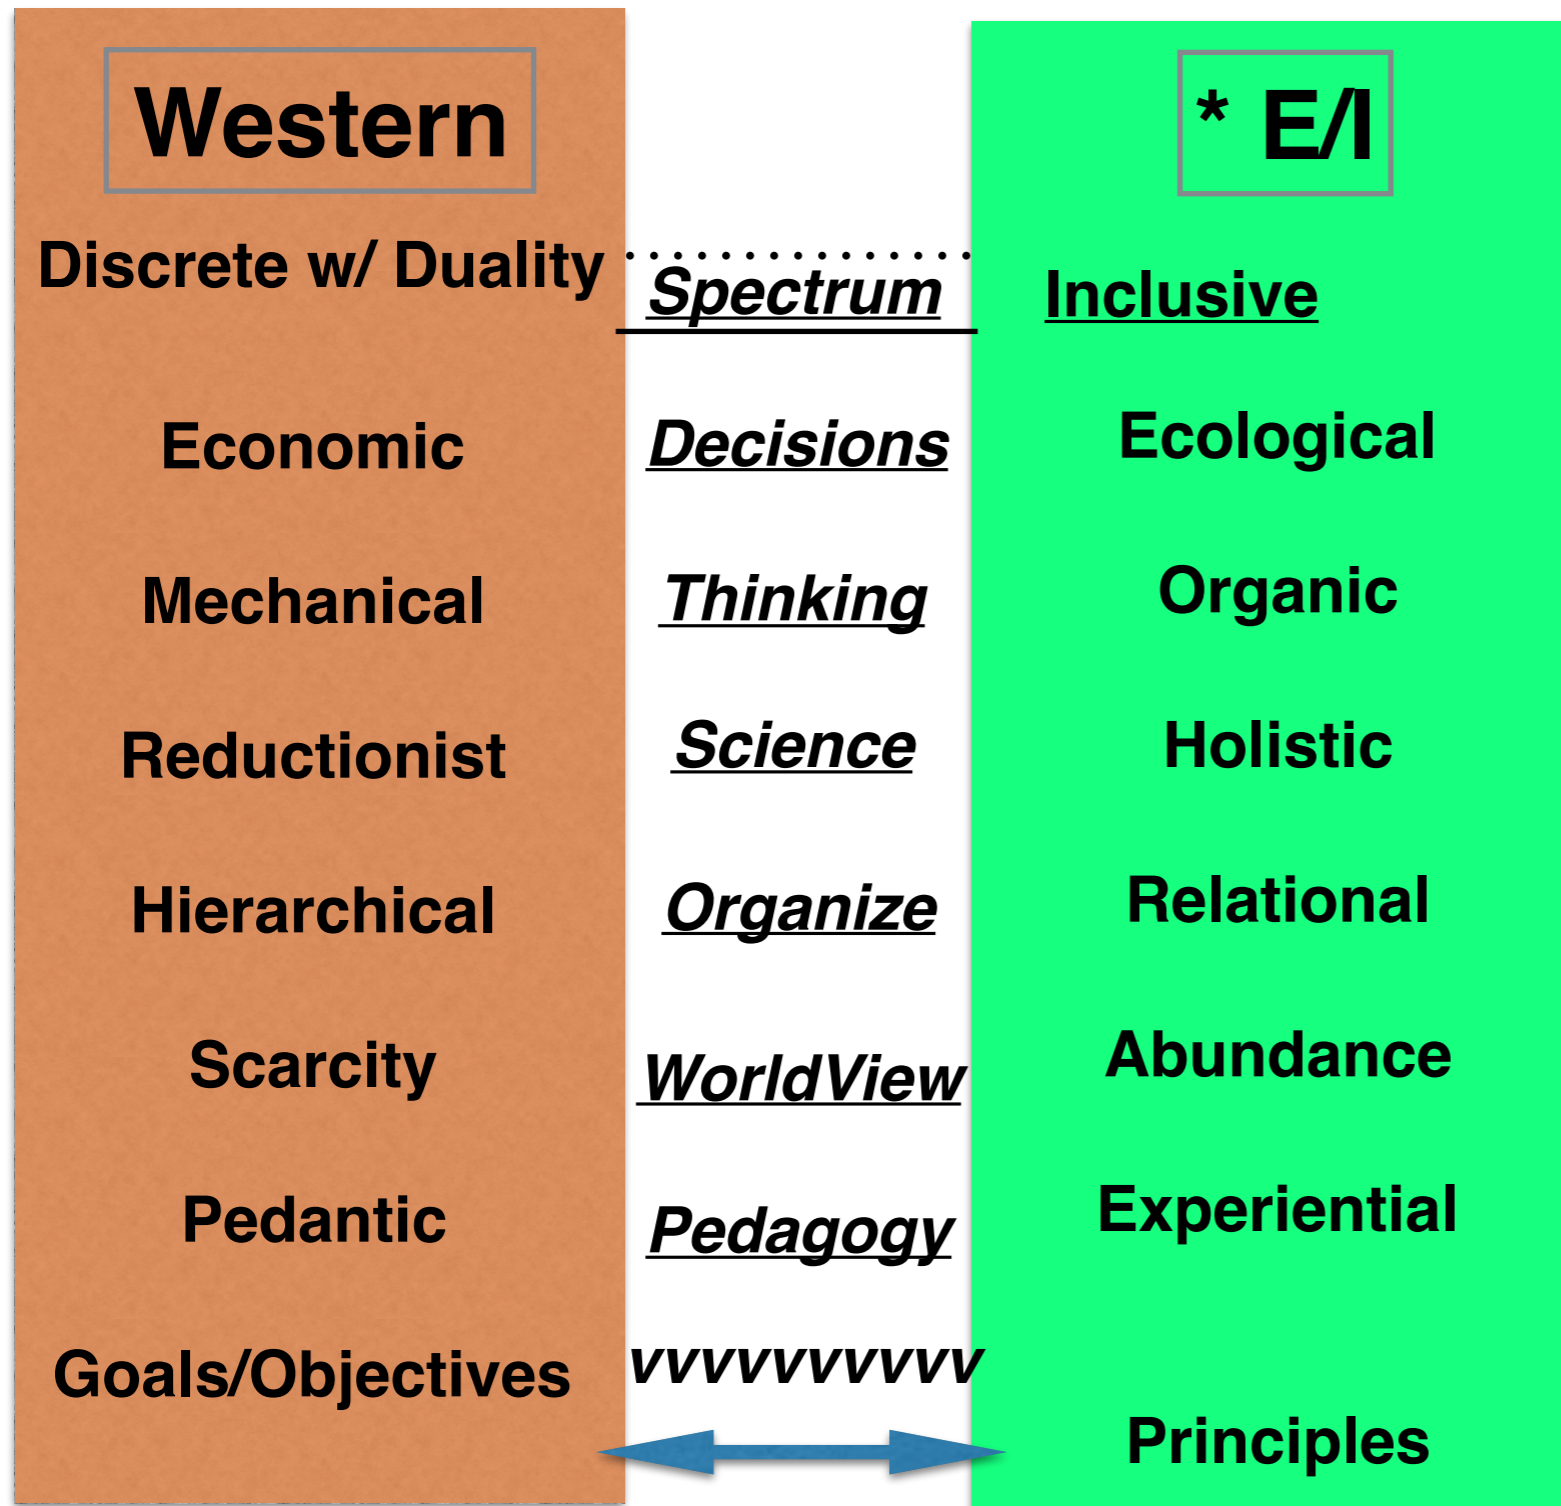 Western
* E/I
Discrete w/ Duality
Spectrum
Inclusive
Economic
Decisions
Ecological
Mechanical
Thinking
Organic
Reductionist
Science
Holistic
Hierarchical
Organize
Relational
Scarcity
WorldView
Abundance
Pedantic
Pedagogy
Experiential
Goals/Objectives
vvvvvvvvvv
Principles